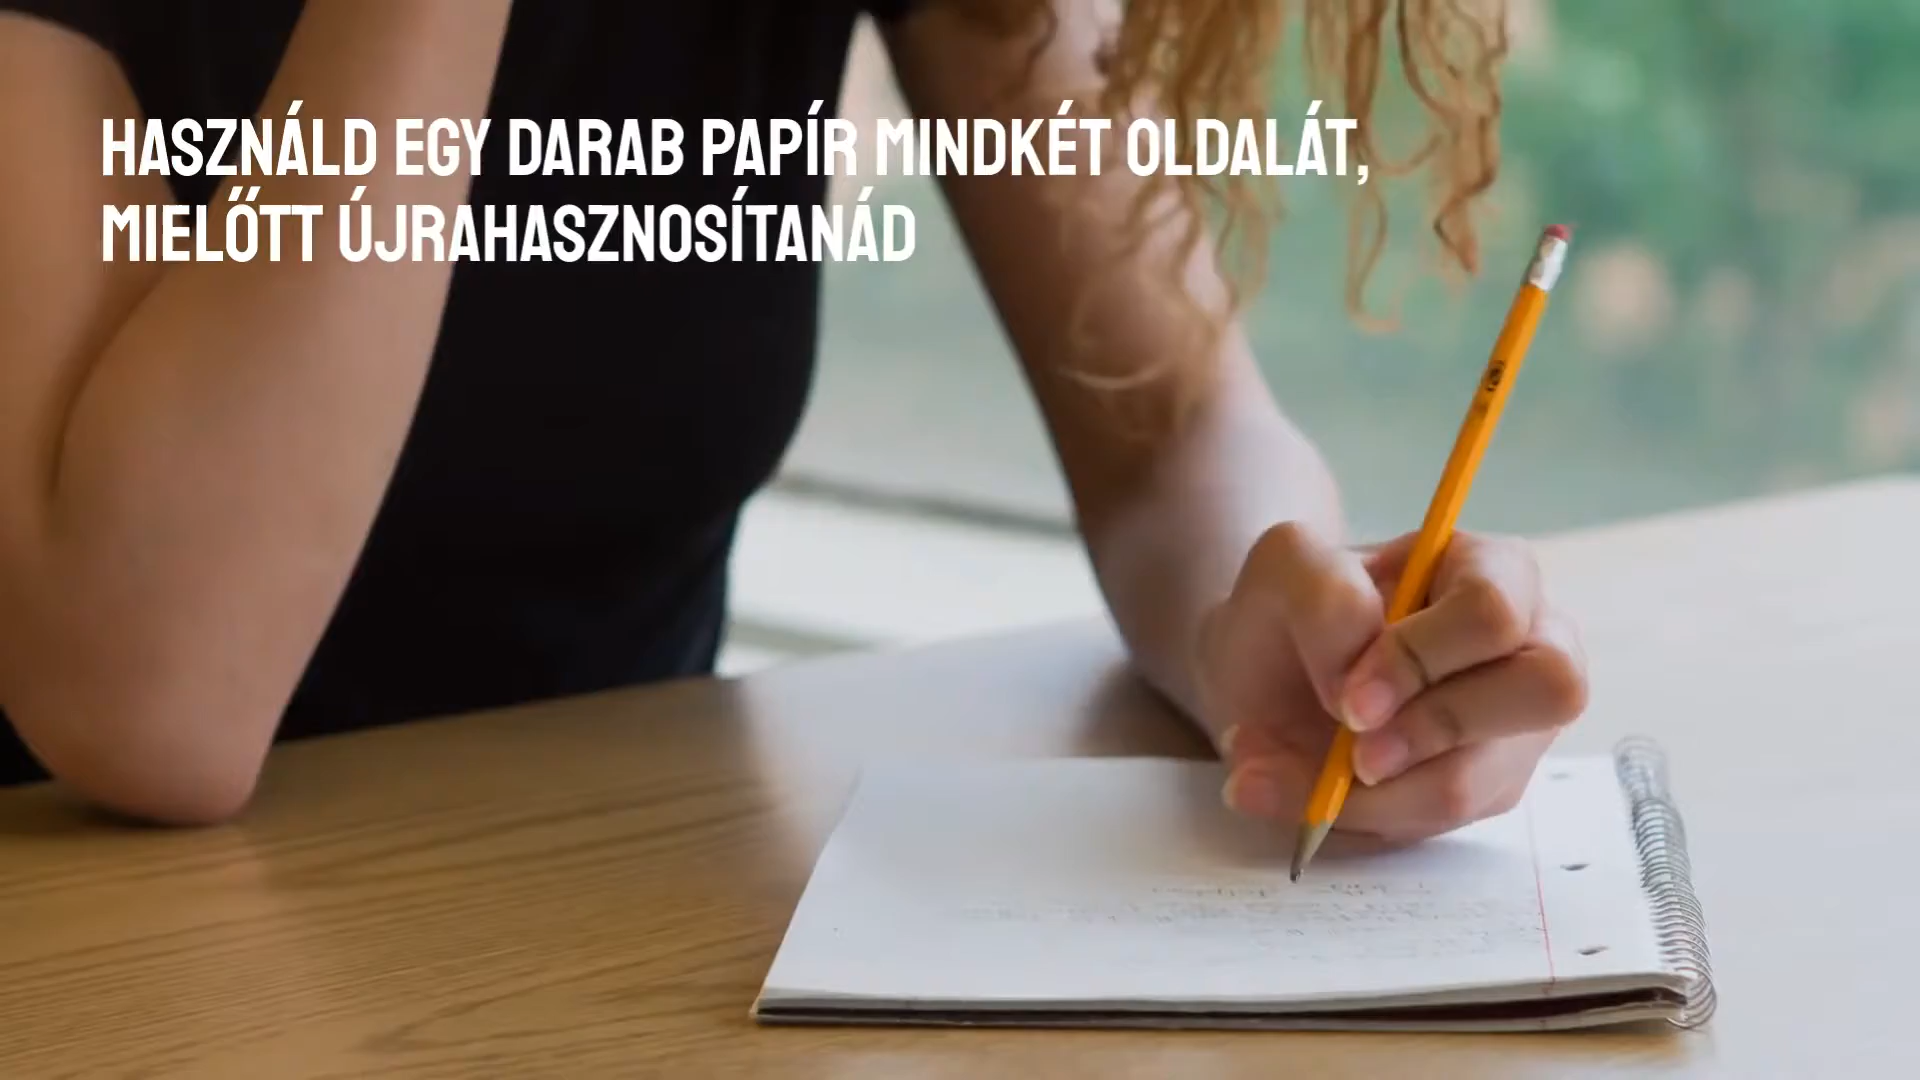 HASZNÁLD EGY DARAB PAPÍR MINDKÉT OLDALÁT,
MIELŐTT ÚJRAHASZNOSÍTANÁD